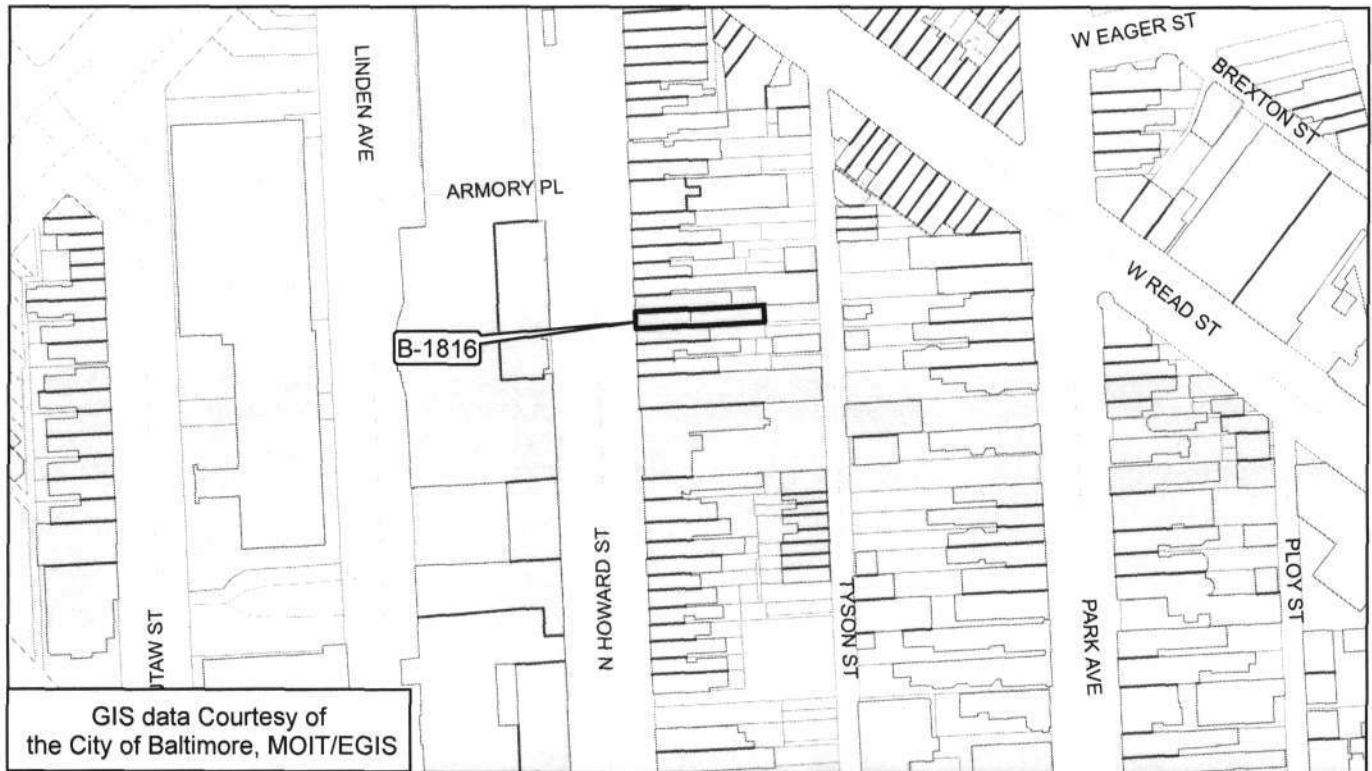 W EAGER ST
BREXTON ST
LINDEN AVE
ARMORY PL
W READ ST
B-1816
N HOWARD ST
TYSON ST
PARK AVE
PLOY ST
UTAW ST
GIS data Courtesy of
the City of Baltimore, MOIT/EGIS